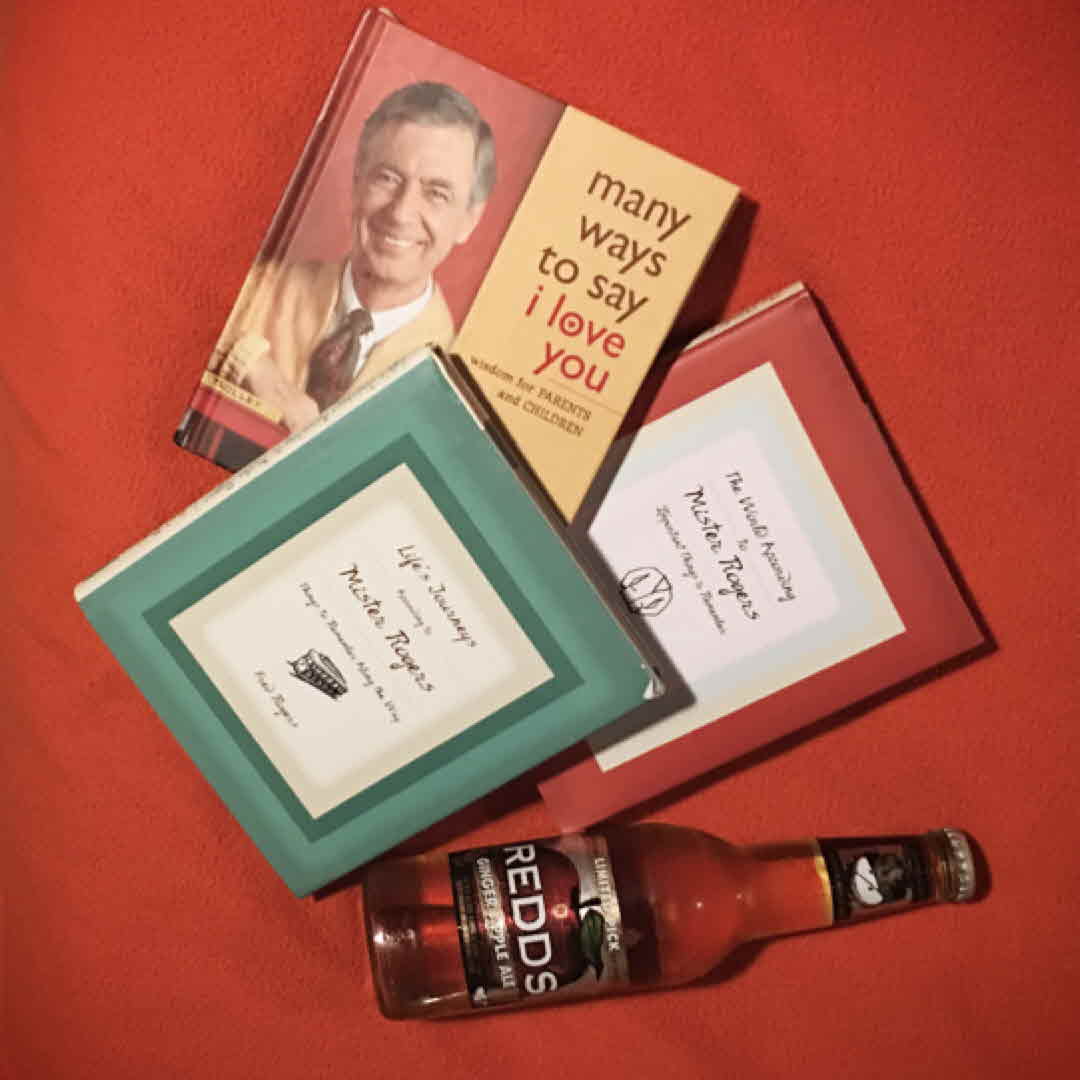 many
ways
to say
i love
you
wisdom for PARENTS
and CHILDREN
The World According
to
Mister Rogers
Important Things to Remember
Life's Journeys
According to
Mister Rogers
Things to Remember Along the Way
Fred Rogers
LIMITED PICK
REDD'S
GINGER APPLE ALE